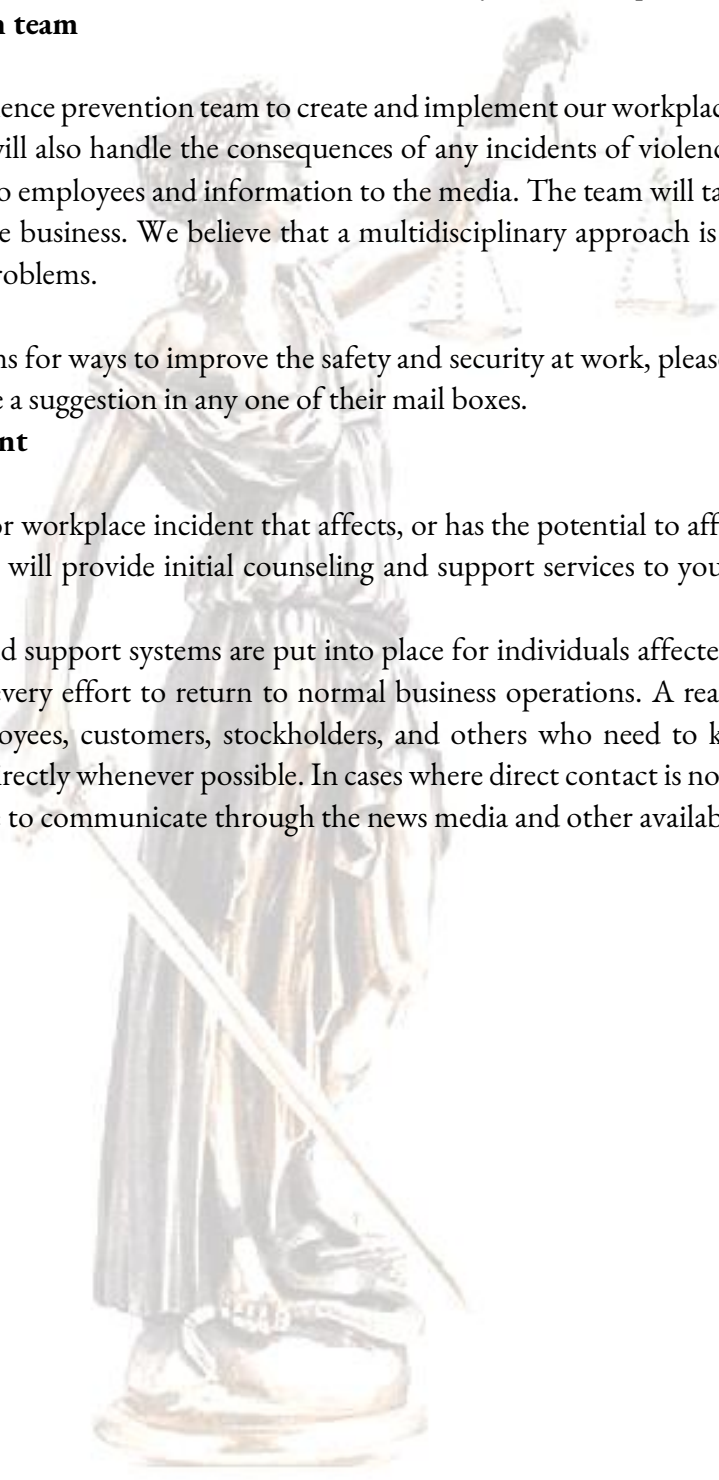 n team
ence prevention team to create and implement our workplac
vill also handle the consequences of any incidents of violenc
o employees and information to the media. The team will ta
e business. We believe that a multidisciplinary approach is
roblems.
ns for ways to improve the safety and security at work, please
e a suggestion in any one of their mail boxes.
nt
or workplace incident that affects, or has the potential to aff
will provide initial counseling and support services to you
d support systems are put into place for individuals affecte
every effort to return to normal business operations. A rea
oyees, customers, stockholders, and others who need to k
irectly whenever possible. In cases where direct contact is no
e to communicate through the news media and other availab